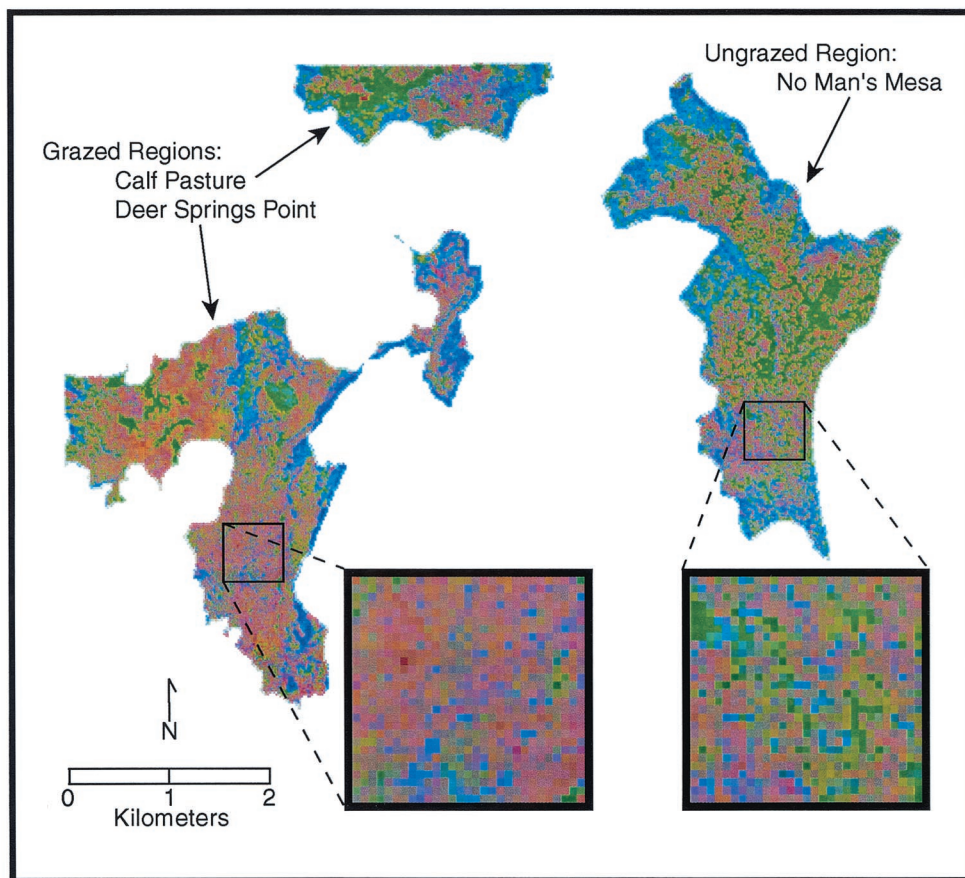 Ungrazed Region:
No Man's Mesa
Grazed Regions:
Calf Pasture
Deer Springs Point
N
0 1 2
Kilometers